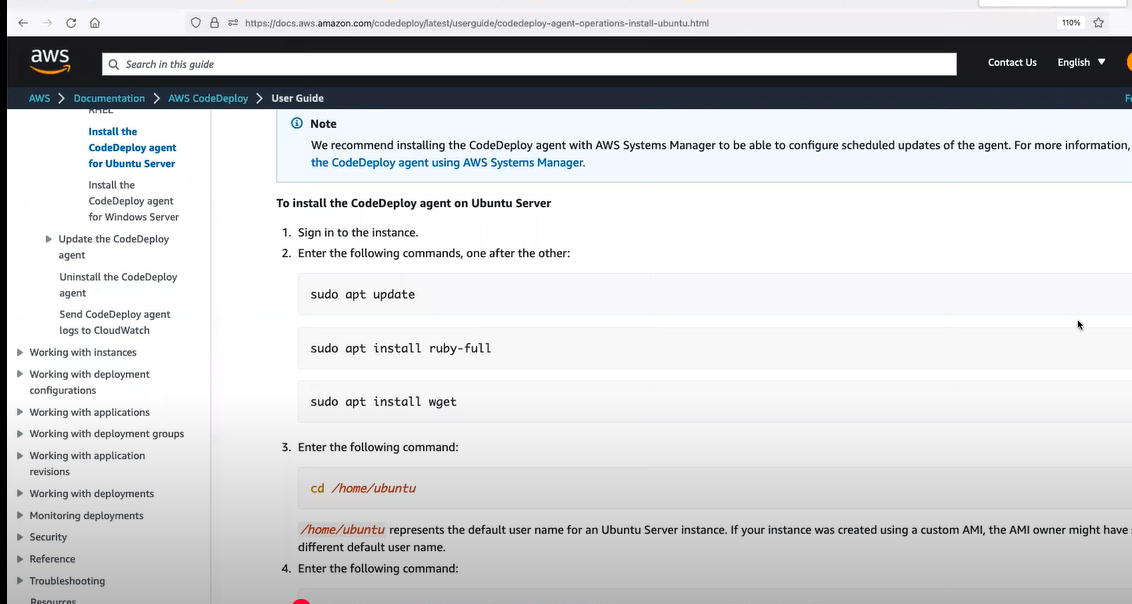 https://docs.aws.amazon.com/codedeploy/latest/userguide/codedeploy-agent-operations-install-ubuntu.html
110%
aws
Search in this guide
Contact Us
English
AWS
Documentation
AWS CodeDeploy
User Guide
Fe
RHEL
Install the
CodeDeploy agent
for Ubuntu Server
Install the
CodeDeploy agent
for Windows Server
Update the CodeDeploy
agent
Uninstall the CodeDeploy
agent
Send CodeDeploy agent
logs to CloudWatch
Working with instances
Working with deployment
configurations
Working with applications
Working with deployment groups
Working with application
revisions
Working with deployments
Monitoring deployments
Security
Reference
Troubleshooting
Resources
Note
We recommend installing the CodeDeploy agent with AWS Systems Manager to be able to configure scheduled updates of the agent. For more information,
the CodeDeploy agent using AWS Systems Manager.
To install the CodeDeploy agent on Ubuntu Server
1. Sign in to the instance.
2. Enter the following commands, one after the other:
sudo apt update
sudo apt install ruby-full
sudo apt install wget
3. Enter the following command:
cd /home/ubuntu
/home/ubuntu represents the default user name for an Ubuntu Server instance. If your instance was created using a custom AMI, the AMI owner might have
different default user name.
4. Enter the following command: